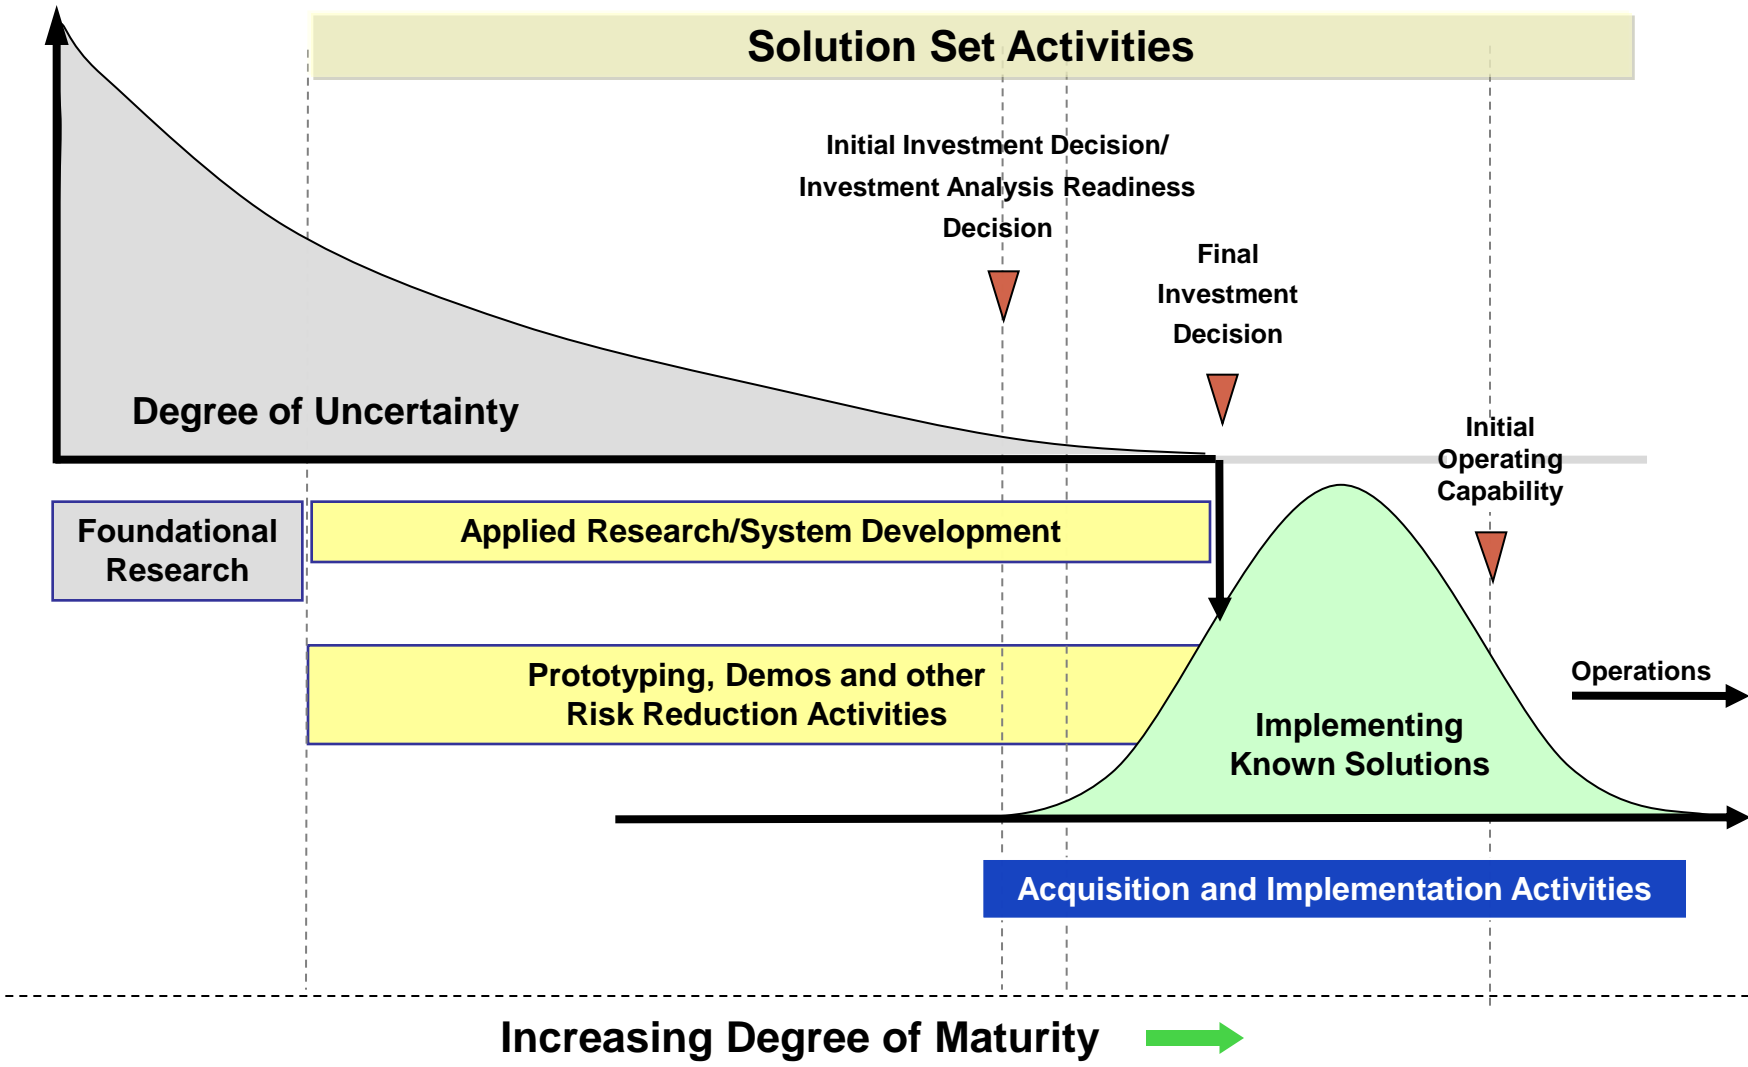 Solution Set Activities
Initial Investment Decision/
Investment Analysis Readiness
Decision
Final
Investment
Decision
Degree of Uncertainty
Initial
Operating
Capability
Foundational
Research
Applied Research/System Development
Prototyping, Demos and other
Risk Reduction Activities
Operations
Implementing
Known Solutions
Acquisition and Implementation Activities
Increasing Degree of Maturity